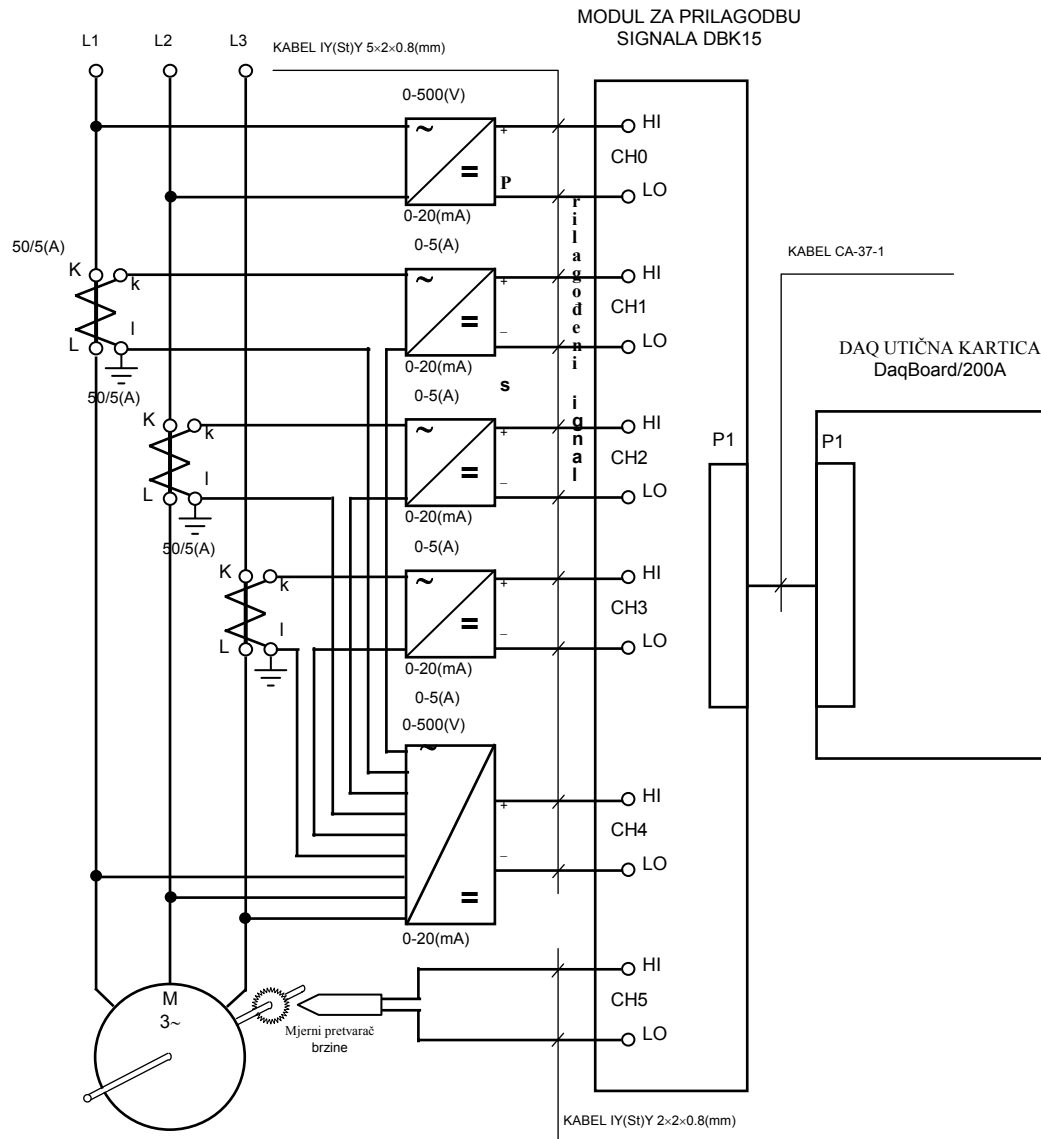 MODUL ZA PRILAGODBU
SIGNALA DBK15
L1
L2
L3
KABEL IY(St)Y 5×2×0.8(mm)
0-500(V)
~
=
+
P
0-20(mA)
HI
CH0
LO
rilagođeni
s
ignal
50/5(A)
K
k
L
l
0-5(A)
~
=
+
–
0-20(mA)
HI
CH1
LO
KABEL CA-37-1
DAQ UTIČNA KARTICA
DaqBoard/200A
P1
P1
50/5(A)
K
k
L
l
0-5(A)
~
=
+
–
0-20(mA)
HI
CH2
LO
50/5(A)
K
k
L
l
0-5(A)
~
=
+
–
0-20(mA)
HI
CH3
LO
0-5(A)
0-500(V)
~
=
+
–
0-20(mA)
HI
CH4
LO
M
3~
Mjerni pretvarač
brzine
HI
CH5
LO
KABEL IY(St)Y 2×2×0.8(mm)